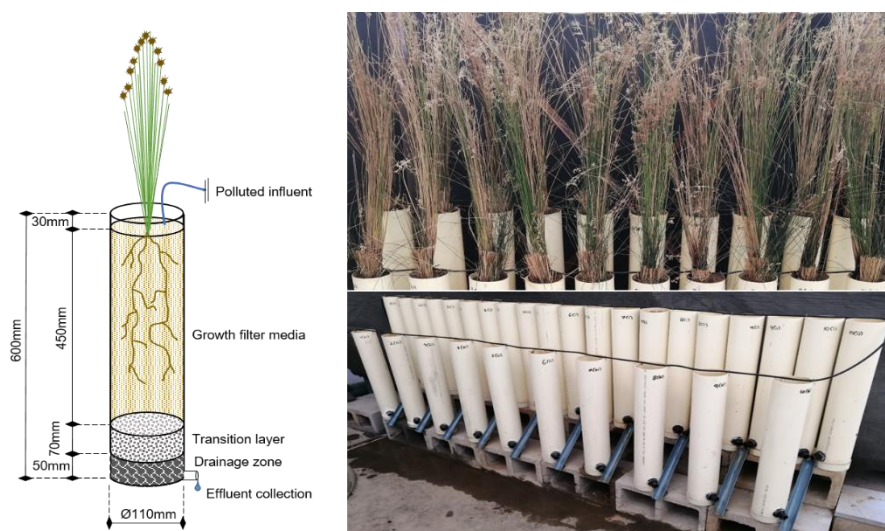 Polluted influent
30mm
450mm
600mm
Growth filter media
70mm
Transition layer
50mm
Drainage zone
Effluent collection
Ø110mm